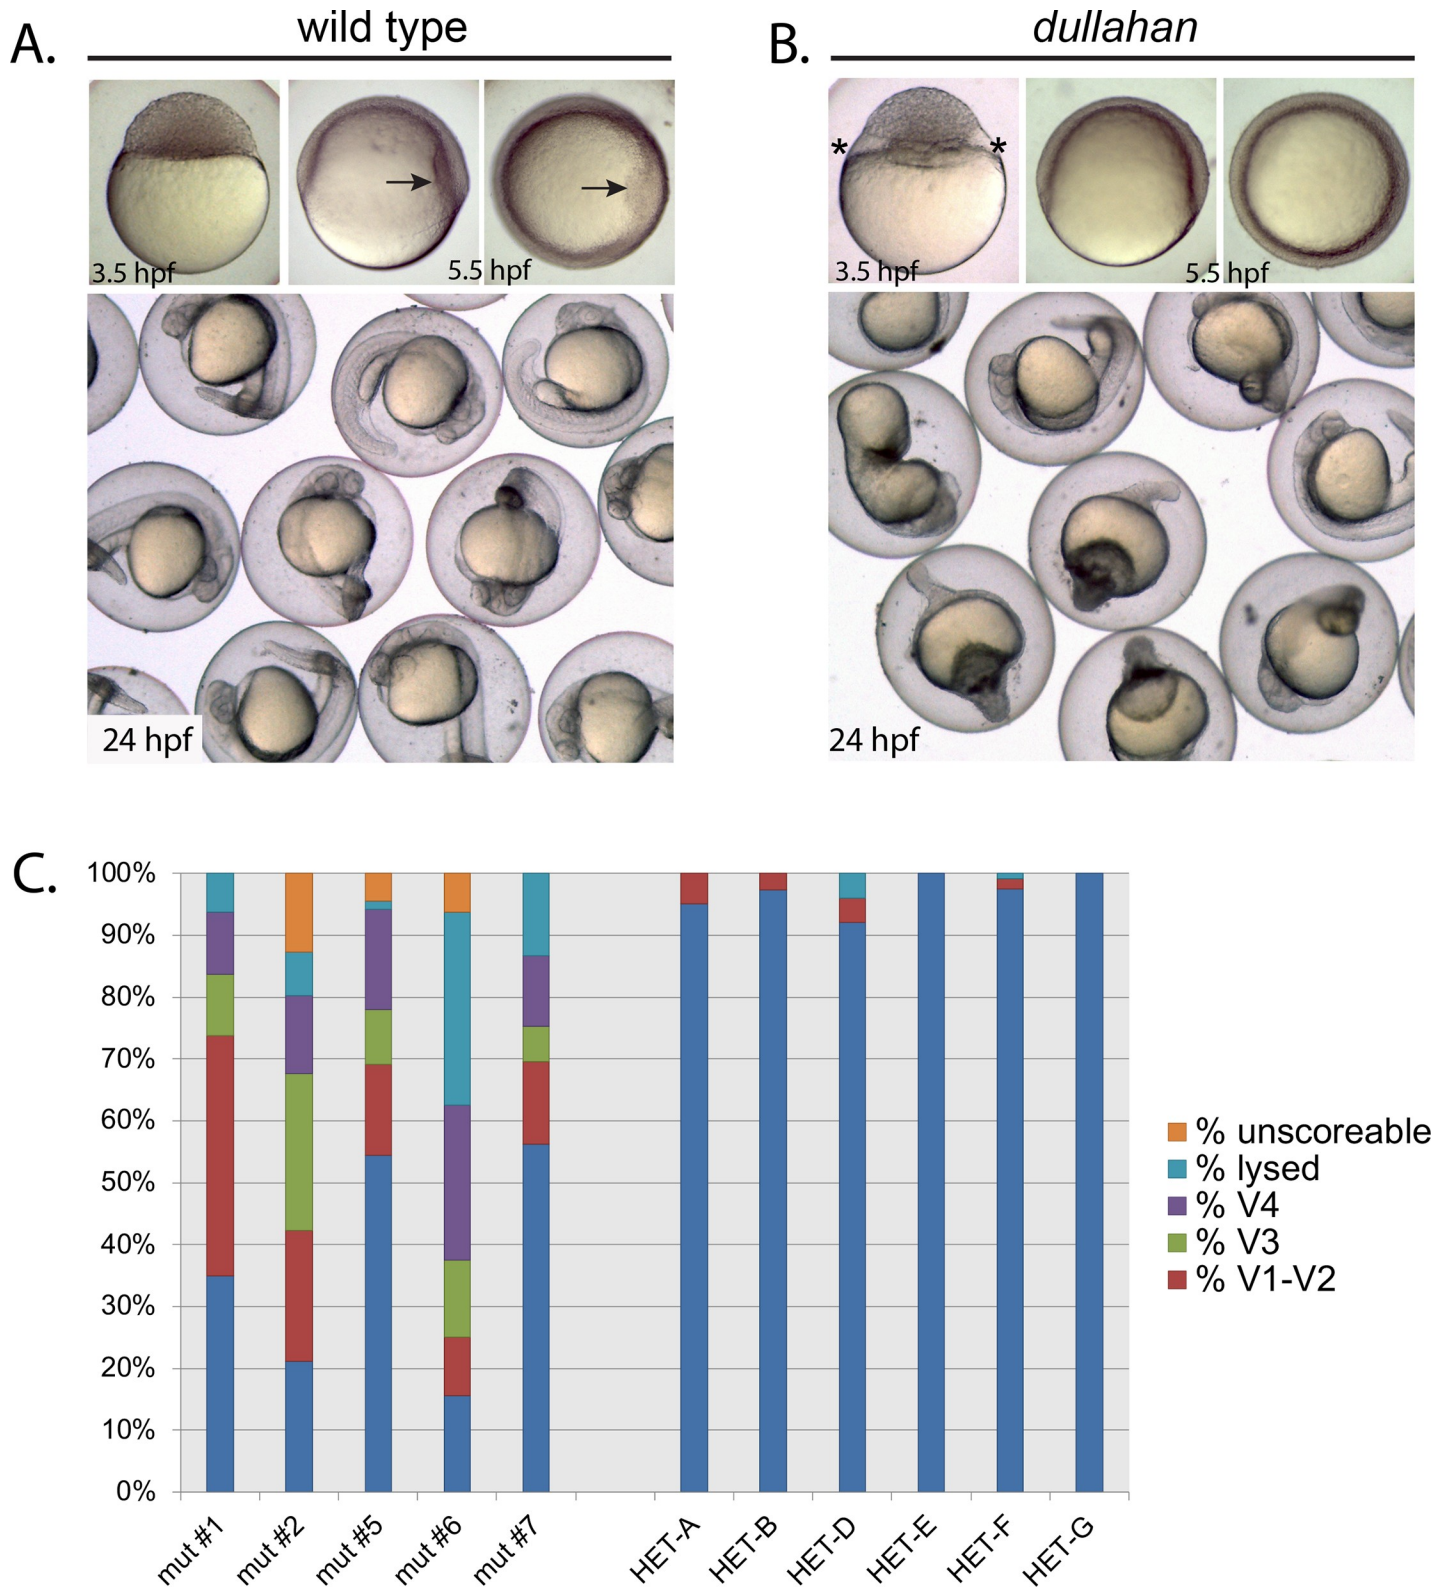 A.
wild type
B.
dullahan
3.5 hpf
5.5 hpf
*
*
3.5 hpf
5.5 hpf
24 hpf
24 hpf
C.
100%
90%
80%
70%
60%
50%
40%
30%
20%
10%
0%
mut #1
mut #2
mut #5
mut #6
mut #7
HET-A
HET-B
HET-D
HET-E
HET-F
HET-G
% unscoreable
% lysed
% V4
% V3
% V1-V2